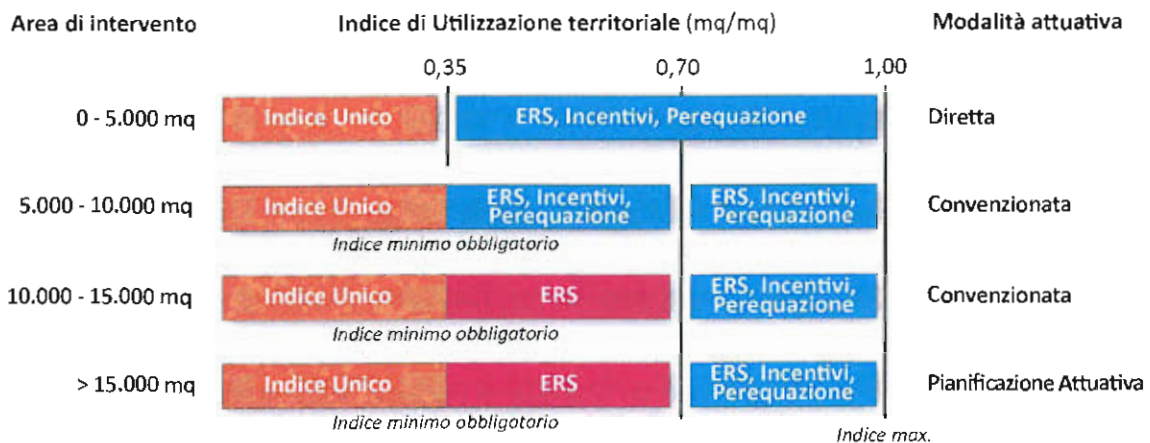 Area di intervento
Indice di Utilizzazione territoriale (mq/mq)
Modalità attuativa
0,35
0,70
1,00
0 - 5.000 mq
Indice Unico
ERS, Incentivi, Perequazione
Diretta
5.000 - 10.000 mq
Indice Unico
ERS, Incentivi,
Perequazione
ERS, Incentivi,
Perequazione
Convenzionata
Indice minimo obbligatorio
10.000 - 15.000 mq
Indice Unico
ERS
ERS, Incentivi,
Perequazione
Convenzionata
Indice minimo obbligatorio
> 15.000 mq
Indice Unico
ERS
ERS, Incentivi,
Perequazione
Pianificazione Attuativa
Indice minimo obbligatorio
Indice max.